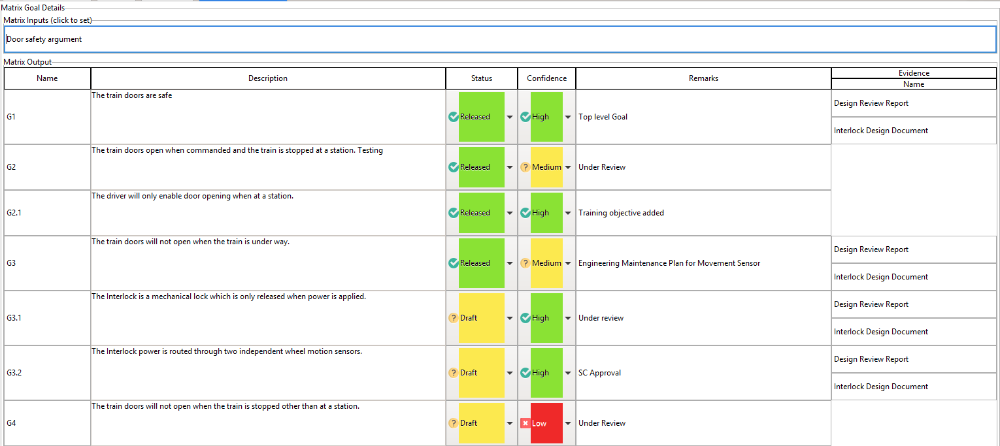 Matrix Goal Details
Matrix Inputs (click to set)
Door safety argument
Matrix Output
Name Description Status Confidence Remarks Evidence
Name
The train doors are safe
G1 Released High Top level Goal Design Review Report
Interlock Design Document
The train doors open when commanded and the train is stopped at a station. Testing
G2 Released Medium Under Review
The driver will only enable door opening when at a station.
G2.1 Released High Training objective added
The train doors will not open when the train is under way.
G3 Released Medium Engineering Maintenance Plan for Movement Sensor Design Review Report
Interlock Design Document
The Interlock is a mechanical lock which is only released when power is applied.
G3.1 Draft High Under review Design Review Report
Interlock Design Document
The Interlock power is routed through two independent wheel motion sensors.
G3.2 Draft High SC Approval Design Review Report
Interlock Design Document
The train doors will not open when the train is stopped other than at a station.
G4 Draft Low Under Review